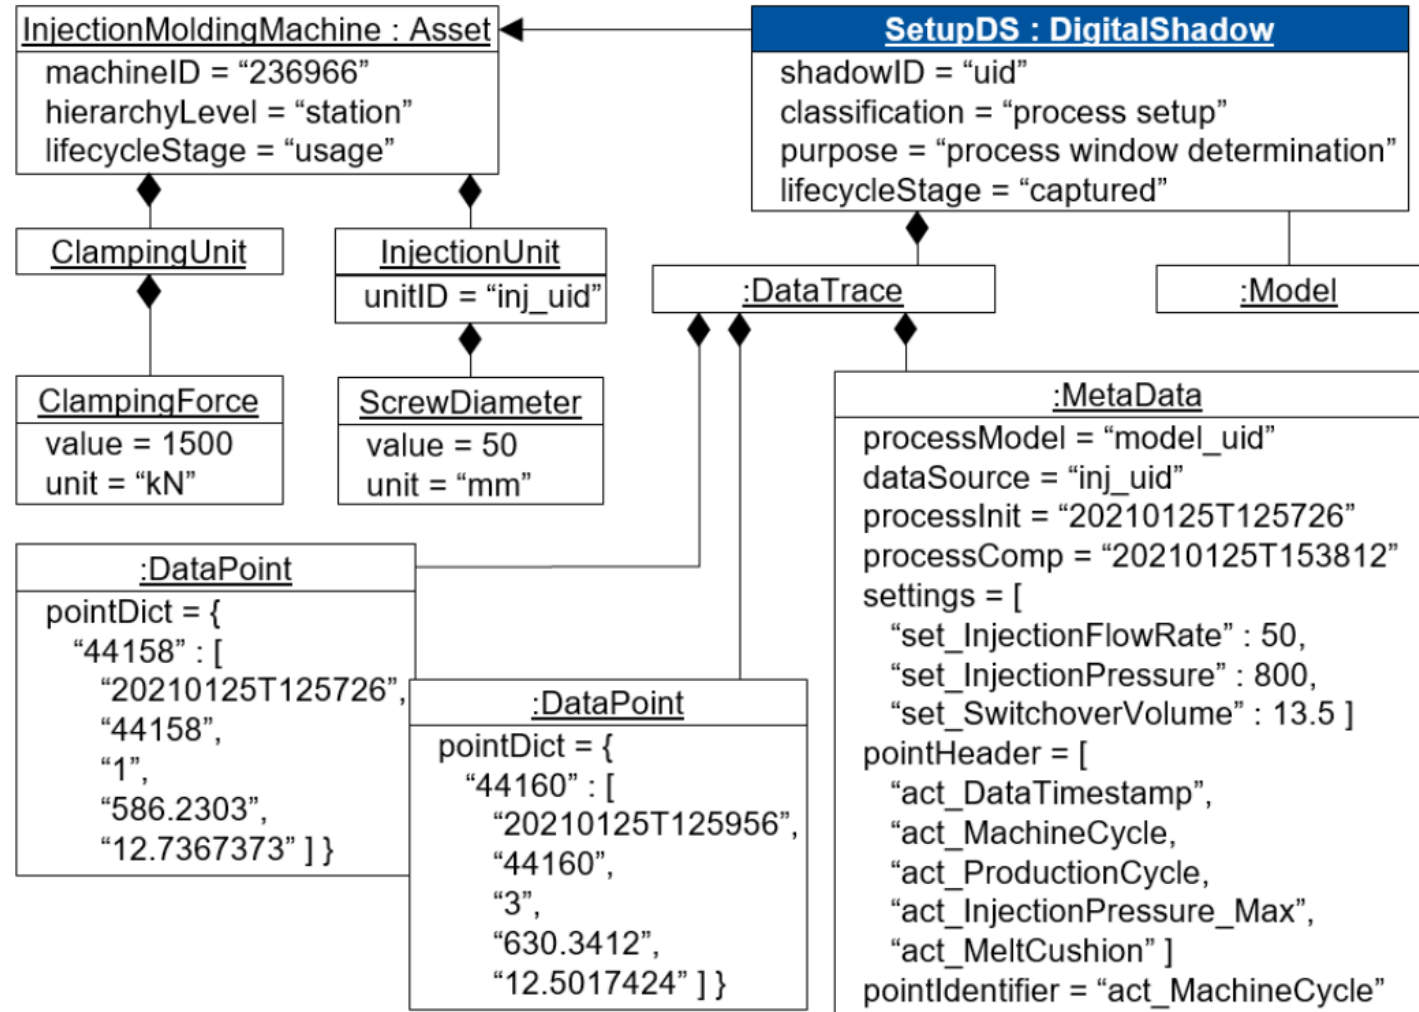 InjectionMoldingMachine : Asset
machineID = “236966”
hierarchyLevel = “station”
lifecycleStage = “usage”
SetupDS : DigitalShadow
shadowID = “uid”
classification = “process setup”
purpose = “process window determination”
lifecycleStage = “captured”
ClampingUnit
InjectionUnit
unitID = “inj_uid”
:DataTrace
:Model
ClampingForce
value = 1500
unit = “kN”
ScrewDiameter
value = 50
unit = “mm”
:MetaData
processModel = “model_uid”
dataSource = “inj_uid”
processInit = “20210125T125726”
processComp = “20210125T153812”
settings = [
“set_InjectionFlowRate” : 50,
“set_InjectionPressure” : 800,
“set_SwitchoverVolume” : 13.5 ]
pointHeader = [
“act_DataTimestamp”,
“act_MachineCycle,
“act_ProductionCycle,
“act_InjectionPressure_Max”,
“act_MeltCushion” ]
pointIdentifier = “act_MachineCycle”
:DataPoint
pointDict = {
“44158” : [
“20210125T125726”,
“44158”,
“1”,
“586.2303”,
“12.7367373” ] }
:DataPoint
pointDict = {
“44160” : [
“20210125T125956”,
“44160”,
“3”,
“630.3412”,
“12.5017424” ] }